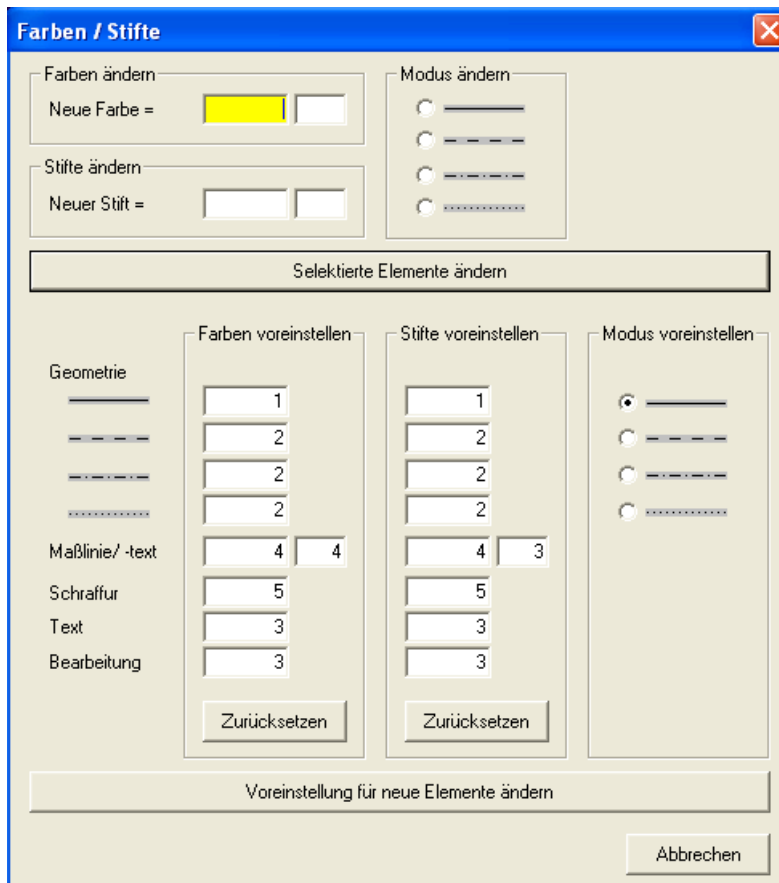 Farben / Stifte
Farben ändern
Neue Farbe =
Modus ändern
Stifte ändern
Neuer Stift =
Selektierte Elemente ändern
Farben voreinstellen
Stifte voreinstellen
Modus voreinstellen
Geometrie
1 1
2 2
2 2
2 2
Maßlinie/ -text 4 4 4 3
Schraffur 5 5
Text 3 3
Bearbeitung 3 3
Zurücksetzen Zurücksetzen
Voreinstellung für neue Elemente ändern
Abbrechen